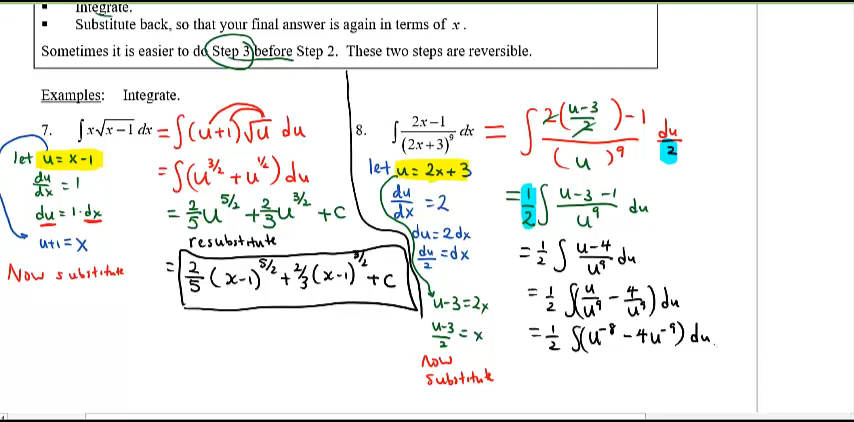 ▪ Integrate.
▪ Substitute back, so that your final answer is again in terms of x.
Sometimes it is easier to do Step 3 before Step 2. These two steps are reversible.
Examples: Integrate.
7. ∫x√(x−1) dx = ∫(u+1)√u du
let u = x-1
du/dx = 1
du = 1·dx
u+1 = x
Now substitute
= ∫(u^(3/2) + u^(1/2)) du
= 2/5 u^(5/2) + 2/3 u^(3/2) + C
resubstitute
= 2/5 (x-1)^(5/2) + 2/3 (x-1)^(3/2) + C
8. ∫ (2x−1)/(2x+3)^9 dx = ∫ (2((u-3)/2) - 1)/(u)^9 du/2
let u = 2x+3
du/dx = 2
du = 2dx
du/2 = dx
u-3 = 2x
(u-3)/2 = x
Now
substitute
= 1/2 ∫ (u-3-1)/u^9 du
= 1/2 ∫ (u-4)/u^9 du
= 1/2 ∫(u/u^9 - 4/u^9) du
= 1/2 ∫(u^-8 - 4u^-9) du.